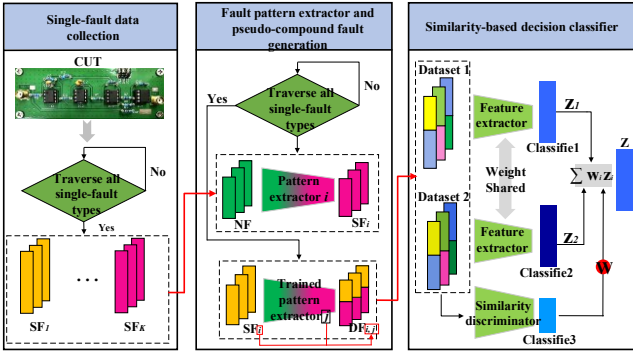 Single-fault data
collection
CUT
Traverse all
single-fault
types
No
Yes
SF1
...
SFK
Fault pattern extractor and
pseudo-compound fault
generation
Yes
Traverse all
single-fault
types
No
NF
Pattern
extractor i
SFi
SFi
Trained
pattern
extractor j
DFi,j
Similarity-based decision classifier
Dataset 1
Feature
extractor
Classifie1
Z1
Weight
Shared
Dataset 2
Feature
extractor
Classifie2
Z2
Similarity
discriminator
Classifie3
∑ wizi
Z
W